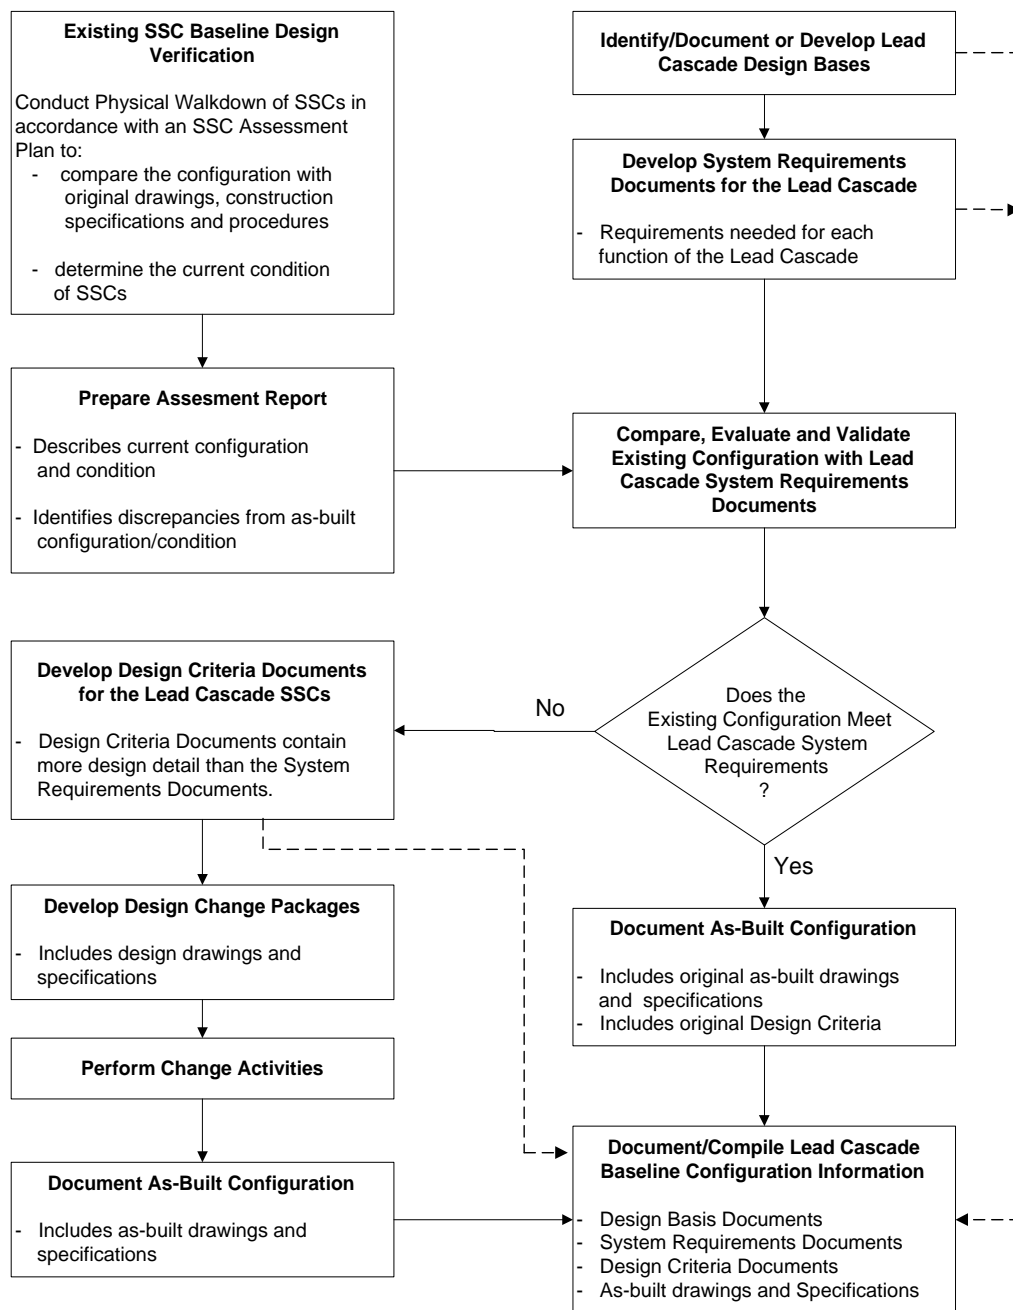 Existing SSC Baseline Design
Verification
Conduct Physical Walkdown of SSCs in
accordance with an SSC Assessment
Plan to:
- compare the configuration with
original drawings, construction
specifications and procedures
- determine the current condition
of SSCs
Identify/Document or Develop Lead
Cascade Design Bases
Develop System Requirements
Documents for the Lead Cascade
- Requirements needed for each
function of the Lead Cascade
Prepare Assesment Report
- Describes current configuration
and condition
- Identifies discrepancies from as-built
configuration/condition
Compare, Evaluate and Validate
Existing Configuration with Lead
Cascade System Requirements
Documents
Does the
Existing Configuration Meet
Lead Cascade System
Requirements
?
No
Yes
Develop Design Criteria Documents
for the Lead Cascade SSCs
- Design Criteria Documents contain
more design detail than the System
Requirements Documents.
Develop Design Change Packages
- Includes design drawings and
specifications
Perform Change Activities
Document As-Built Configuration
- Includes as-built drawings and
specifications
Document As-Built Configuration
- Includes original as-built drawings
and specifications
- Includes original Design Criteria
Document/Compile Lead Cascade
Baseline Configuration Information
- Design Basis Documents
- System Requirements Documents
- Design Criteria Documents
- As-built drawings and Specifications